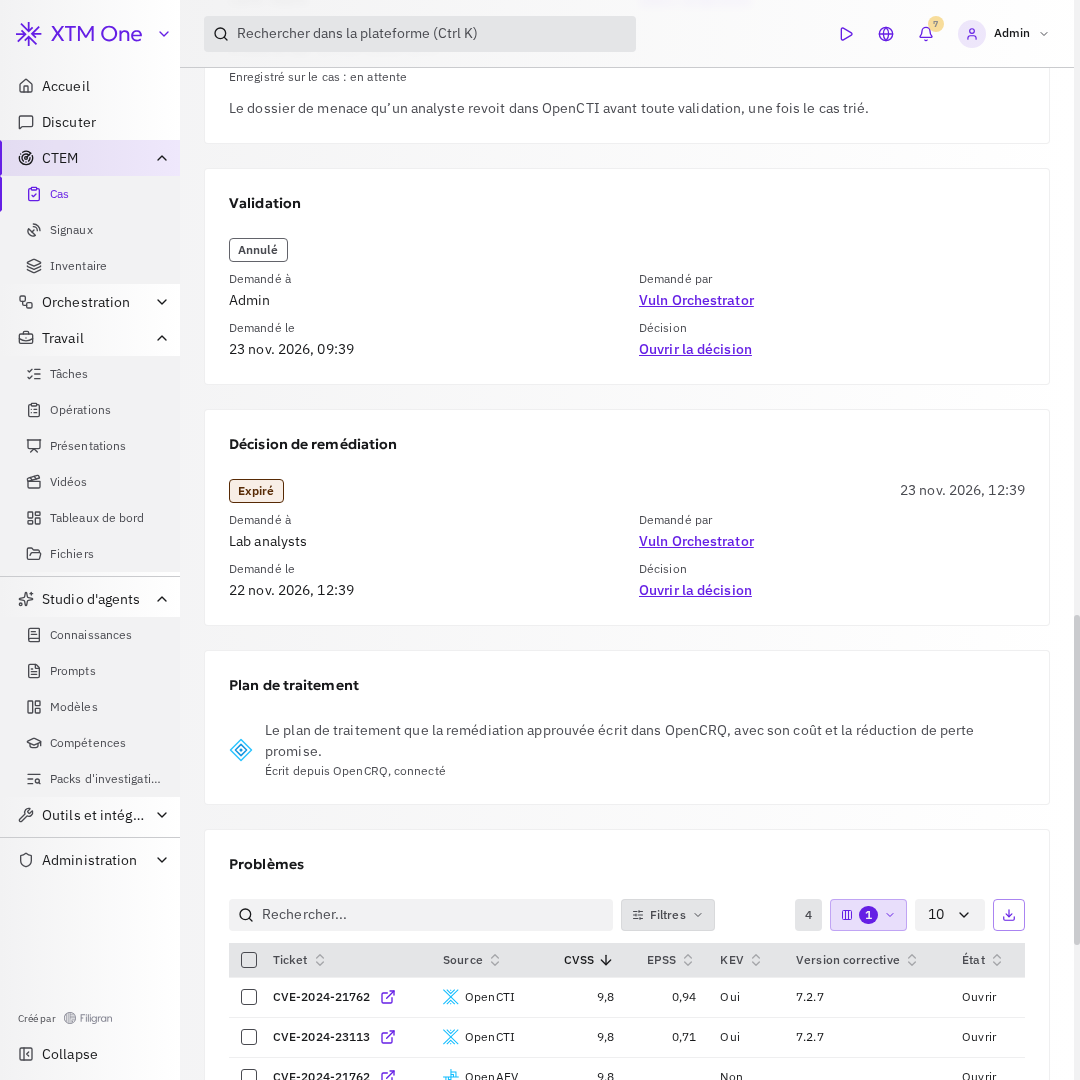 XTM One
Rechercher dans la plateforme (Ctrl K)
7
Admin
Accueil
Discuter
CTEM
Cas
Signaux
Inventaire
Orchestration
Travail
Tâches
Opérations
Présentations
Vidéos
Tableaux de bord
Fichiers
Studio d'agents
Connaissances
Prompts
Modèles
Compétences
Packs d'investigati...
Outils et intég...
Administration
Créé par Filigran
Collapse
Enregistré sur le cas : en attente
Le dossier de menace qu’un analyste revoit dans OpenCTI avant toute validation, une fois le cas trié.
Validation
Annulé
Demandé à
Demandé par
Admin
Vuln Orchestrator
Demandé le
Décision
23 nov. 2026, 09:39
Ouvrir la décision
Décision de remédiation
Expiré
23 nov. 2026, 12:39
Demandé à
Demandé par
Lab analysts
Vuln Orchestrator
Demandé le
Décision
22 nov. 2026, 12:39
Ouvrir la décision
Plan de traitement
Le plan de traitement que la remédiation approuvée écrit dans OpenCRQ, avec son coût et la réduction de perte
promise.
Écrit depuis OpenCRQ, connecté
Problèmes
Rechercher...
Filtres
4
1
10
Ticket Source CVSS EPSS KEV Version corrective État
CVE-2024-21762 OpenCTI 9,8 0,94 Oui 7.2.7 Ouvrir
CVE-2024-23113 OpenCTI 9,8 0,71 Oui 7.2.7 Ouvrir
CVE-2024-21762 OpenAEV 9,8 Non Ouvrir